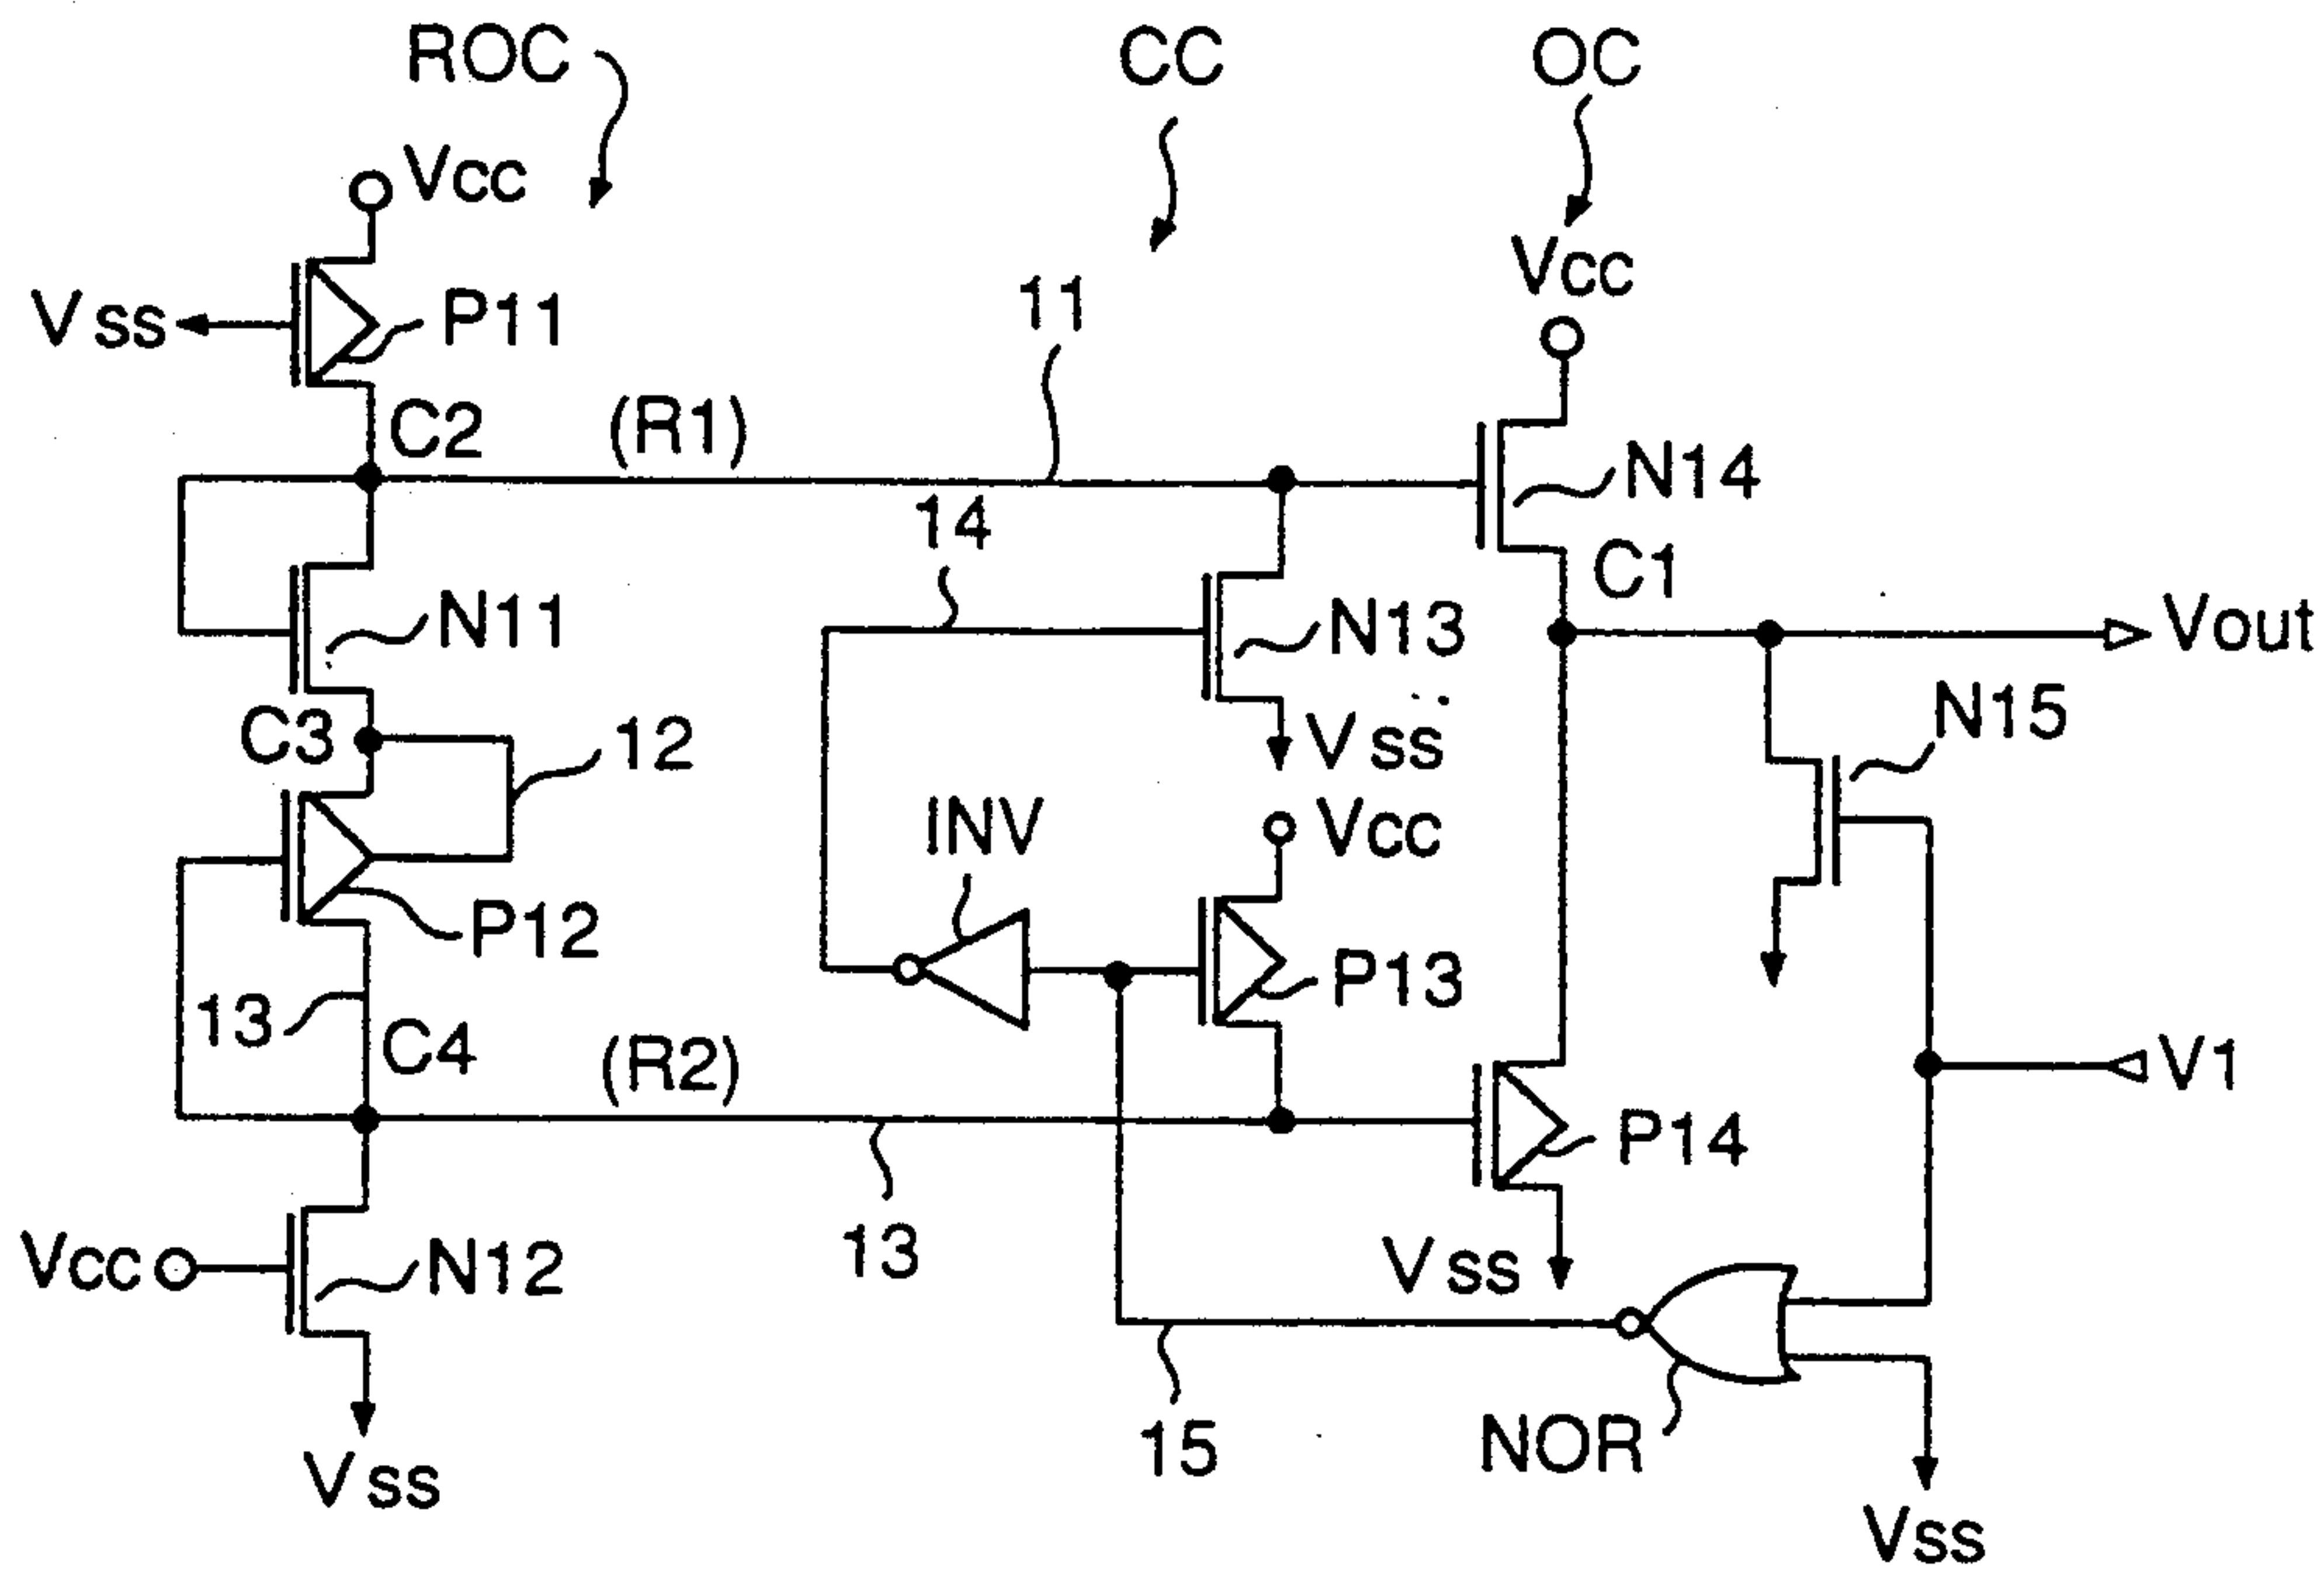 ROC
CC
OC
Vcc
Vcc
Vss
P11
11
C2
(R1)
N14
14
C1
N11
N13
Vout
C3
12
Vss
N15
INV
Vcc
P12
P13
13
C4
(R2)
V1
P14
13
Vcc
N12
Vss
15
NOR
Vss
Vss